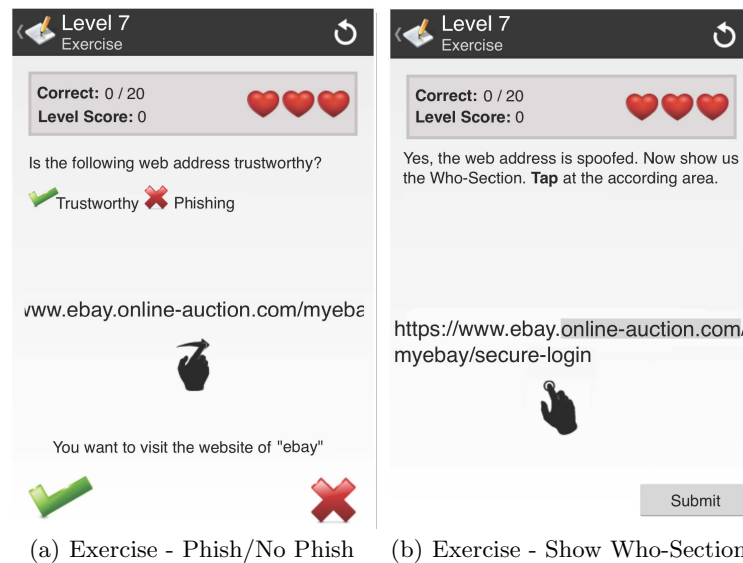 Level 7
Exercise
Correct: 0 / 20
Level Score: 0
Is the following web address trustworthy?
Trustworthy Phishing
www.ebay.online-auction.com/myeba
You want to visit the website of "ebay"
(a) Exercise - Phish/No Phish
Level 7
Exercise
Correct: 0 / 20
Level Score: 0
Yes, the web address is spoofed. Now show us
the Who-Section. Tap at the according area.
https://www.ebay.online-auction.com/
myebay/secure-login
Submit
(b) Exercise - Show Who-Section